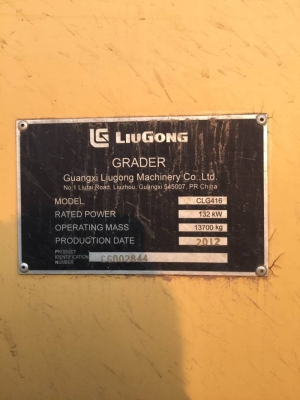 LG LIUGONG
GRADER
Guangxi Liugong Machinery Co.,Ltd.
No.1 Liutai Road, Liuzhou, Guangxi 545007, PR China
MODEL CLG416
RATED POWER 132 kW
OPERATING MASS 13700 kg
PRODUCTION DATE 2012
PRODUCT
IDENTIFICATION
NUMBER